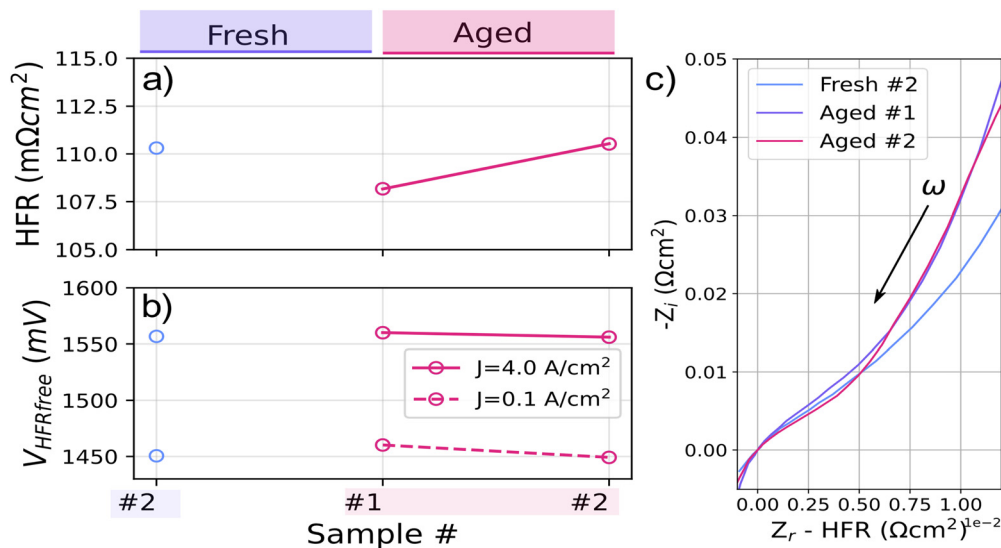 Fresh
Aged
a)
HFR (mΩcm²)
115.0
112.5
110.0
107.5
105.0
b)
V_HFRfree (mV)
1600
1550
1500
1450
J=4.0 A/cm²
J=0.1 A/cm²
#2
#1
#2
Sample #
c)
-Z_i (Ωcm²)
0.05
0.04
0.03
0.02
0.01
0.00
Fresh #2
Aged #1
Aged #2
ω
0.00 0.25 0.50 0.75 1.00
1e-2
Z_r - HFR (Ωcm²)